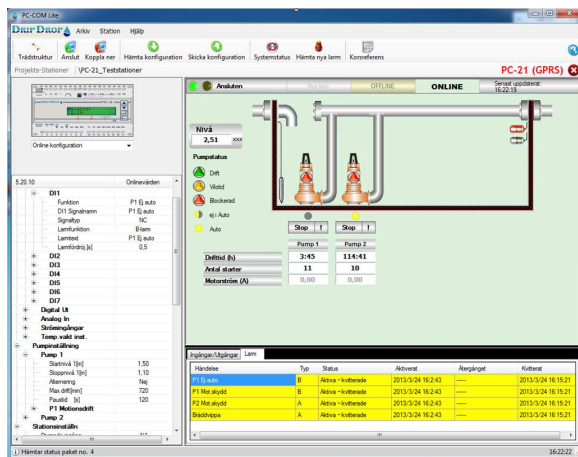 PC-COM Lite
DRIP DROP Arkiv Station Hjälp
Trädstruktur Anslut Koppla ner Hämta konfiguration Skicka konfiguration Systemstatus Hämta nya larm Korsreferens
Projekts-Stationer \PC-21_Teststationer PC-21 (GPRS)
Ansluten OFFLINE ONLINE Senast uppdaterat: 16:22:19
Online konfiguration
5.20.10 Onlinevärden
DI1
Funktion P1 Ej auto
DI1 Signalnamn P1 Ej auto
Signaltyp NC
Larmfunktion B-larm
Larmtext P1 Ej auto
Larmfördröj.[s] 0,5
DI2
DI3
DI4
DI5
DI6
DI7
Digital Ut
Analog In
Strömingångar
Temp.vakt inst.
Pumpinställning
Pump 1
Startnivå 1[m] 1,50
Stoppnivå 1[m] 1,10
Alternering Nej
Max.drift[min] 720
Paustid [s] 120
P1 Motionsdrift
Pump 2
Stationsinställn
Nivå
2,51 xxx
Pumpstatus
Drift
Vilotid
Blockerad
ej i Auto
Auto
Stop ! Stop !
Pump 1 Pump 2
Drifttid (h) 3:45 114:41
Antal starter 11 10
Motorström (A) 0,00 0,00
Ingångar/Utgångar Larm
Händelse Typ Status Aktiverat Återgånget Kvitterat
P1 Ej auto B Aktiva - kvitterade 2013/3/24 16:2:43 ---- 2013/3/24 16:15:21
P1 Mot.skydd B Aktiva - kvitterade 2013/3/24 16:2:43 ---- 2013/3/24 16:15:21
P2 Mot.skydd A Aktiva - kvitterade 2013/3/24 16:2:43 ---- 2013/3/24 16:15:21
Bräddvippa A Aktiva - kvitterade 2013/3/24 16:2:43 ---- 2013/3/24 16:15:21
Hämtar status paket no. 4 16:22:22